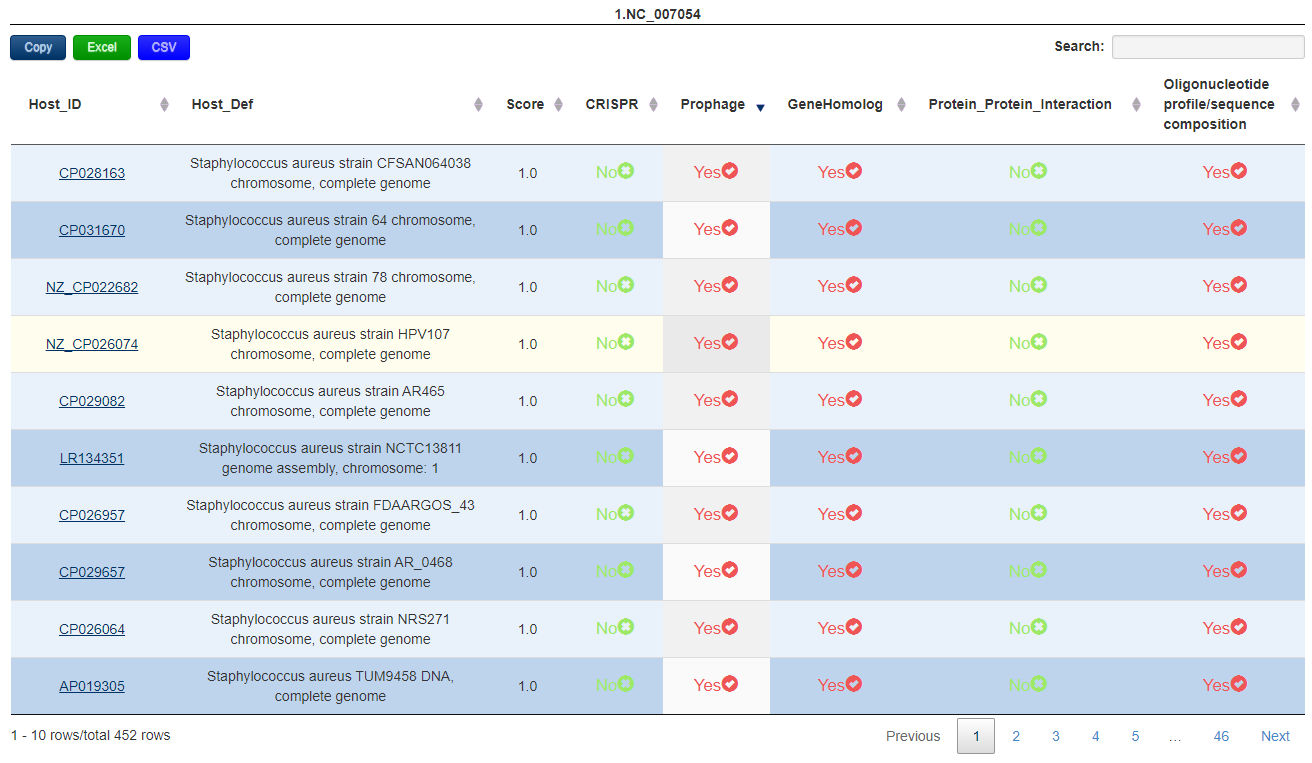 1.NC_007054
Copy Excel CSV Search:
Host_ID Host_Def Score CRISPR Prophage GeneHomolog Protein_Protein_Interaction Oligonucleotide
profile/sequence
composition
CP028163 Staphylococcus aureus strain CFSAN064038 1.0 No Yes Yes No Yes
chromosome, complete genome
CP031670 Staphylococcus aureus strain 64 chromosome, 1.0 No Yes Yes No Yes
complete genome
NZ_CP022682 Staphylococcus aureus strain 78 chromosome, 1.0 No Yes Yes No Yes
complete genome
NZ_CP026074 Staphylococcus aureus strain HPV107 1.0 No Yes Yes No Yes
chromosome, complete genome
CP029082 Staphylococcus aureus strain AR465 1.0 No Yes Yes No Yes
chromosome, complete genome
LR134351 Staphylococcus aureus strain NCTC13811 1.0 No Yes Yes No Yes
genome assembly, chromosome: 1
CP026957 Staphylococcus aureus strain FDAARGOS_43 1.0 No Yes Yes No Yes
chromosome, complete genome
CP029657 Staphylococcus aureus strain AR_0468 1.0 No Yes Yes No Yes
chromosome, complete genome
CP026064 Staphylococcus aureus strain NRS271 1.0 No Yes Yes No Yes
chromosome, complete genome
AP019305 Staphylococcus aureus TUM9458 DNA, 1.0 No Yes Yes No Yes
complete genome
1 - 10 rows/total 452 rows Previous 1 2 3 4 5 … 46 Next